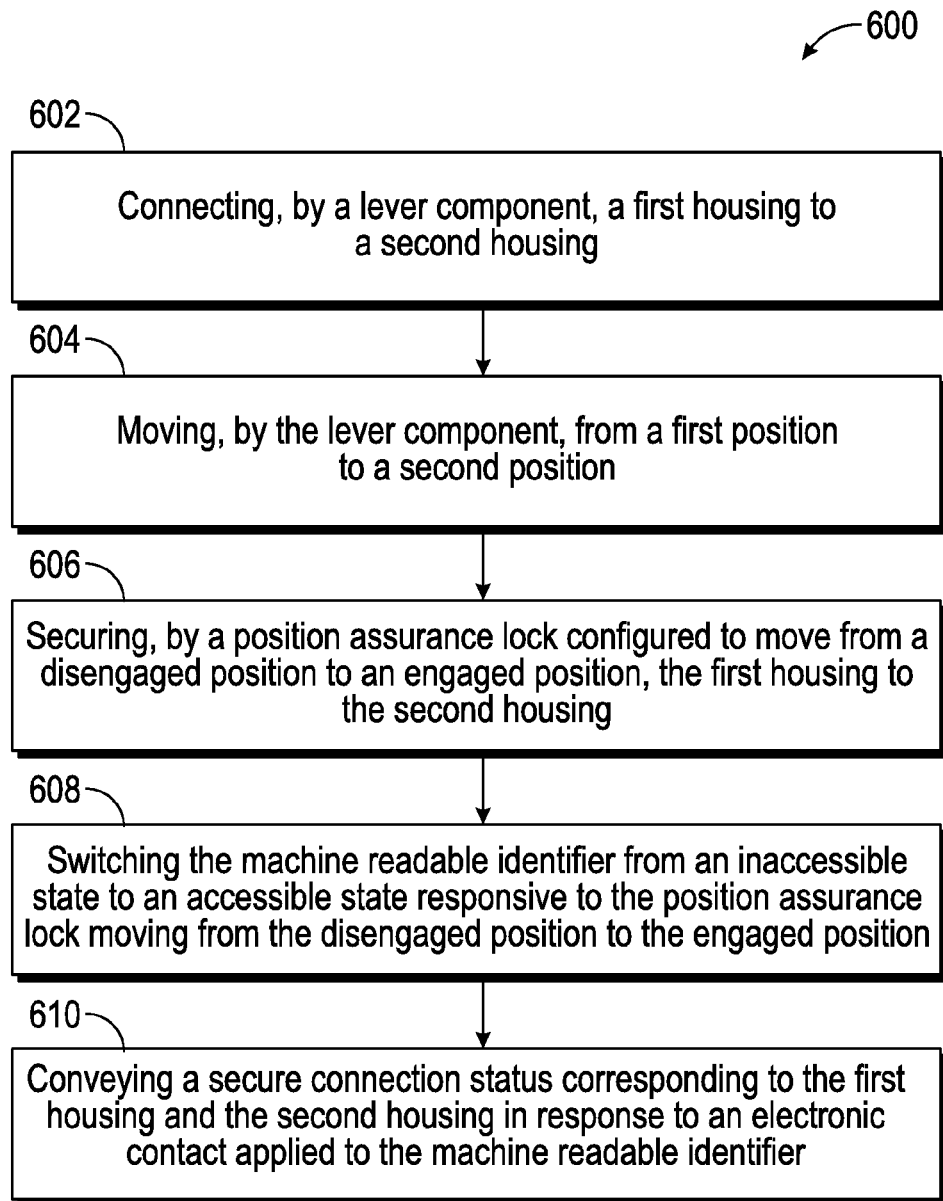 600
602
Connecting, by a lever component, a first housing to
a second housing
604
Moving, by the lever component, from a first position
to a second position
606
Securing, by a position assurance lock configured to move from a
disengaged position to an engaged position, the first housing to
the second housing
608
Switching the machine readable identifier from an inaccessible
state to an accessible state responsive to the position assurance
lock moving from the disengaged position to the engaged position
610
Conveying a secure connection status corresponding to the first
housing and the second housing in response to an electronic
contact applied to the machine readable identifier